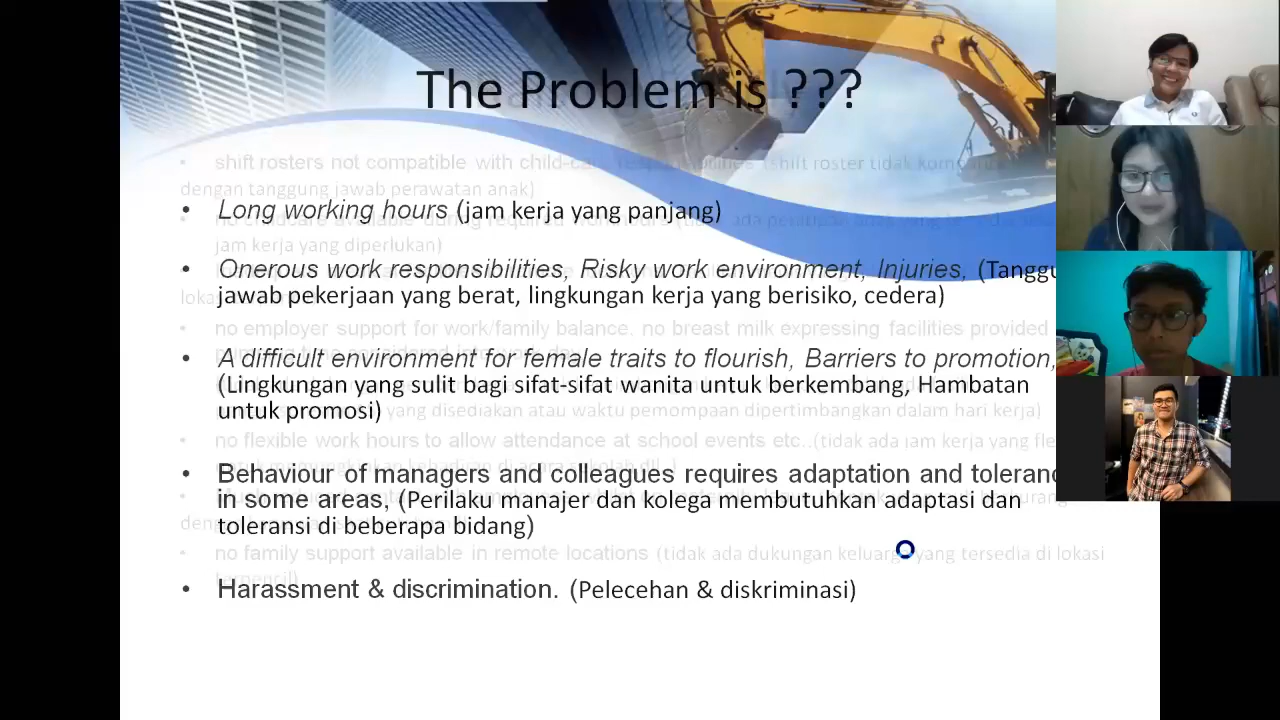 The Problem is ???
shift rosters not compatible with child-care responsibilities (shift roster tidak
dengan tanggung jawab perawatan anak)
• Long working hours (jam kerja yang panjang)
jam kerja yang diperlukan)
• Onerous work responsibilities, Risky work environment, Injuries, (Tanggu
jawab pekerjaan yang berat, lingkungan kerja yang berisiko, cedera)
no employer support for work/family balance. no breast milk expressing facilities provided
• A difficult environment for female traits to flourish, Barriers to promotion,
(Lingkungan yang sulit bagi sifat-sifat wanita untuk berkembang, Hambatan
untuk promosi)
yang disediakan atau waktu pemompaan dipertimbangkan dalam hari kerja)
no flexible work hours to allow attendance at school events etc..(tidak ada jam kerja yang fle
• Behaviour of managers and colleagues requires adaptation and toleranc
in some areas, (Perilaku manajer dan kolega membutuhkan adaptasi dan
toleransi di beberapa bidang)
no family support available in remote locations (tidak ada dukungan keluarga yang tersedia di lokasi
terpencil)
• Harassment & discrimination. (Pelecehan & diskriminasi)